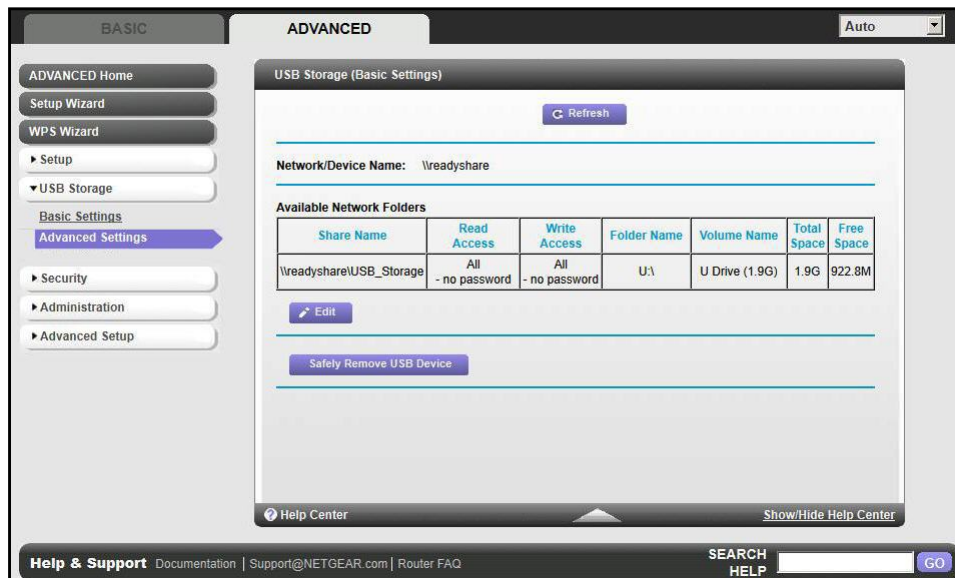 BASIC
ADVANCED
Auto
ADVANCED Home
Setup Wizard
WPS Wizard
Setup
USB Storage
Basic Settings
Advanced Settings
Security
Administration
Advanced Setup
USB Storage (Basic Settings)
Refresh
Network/Device Name: \\readyshare
Available Network Folders
Share Name Read Access Write Access Folder Name Volume Name Total Space Free Space
\\readyshare\USB_Storage All - no password All - no password U:\ U Drive (1.9G) 1.9G 922.8M
Edit
Safely Remove USB Device
Help Center Show/Hide Help Center
Help & Support Documentation | Support@NETGEAR.com | Router FAQ SEARCH HELP GO